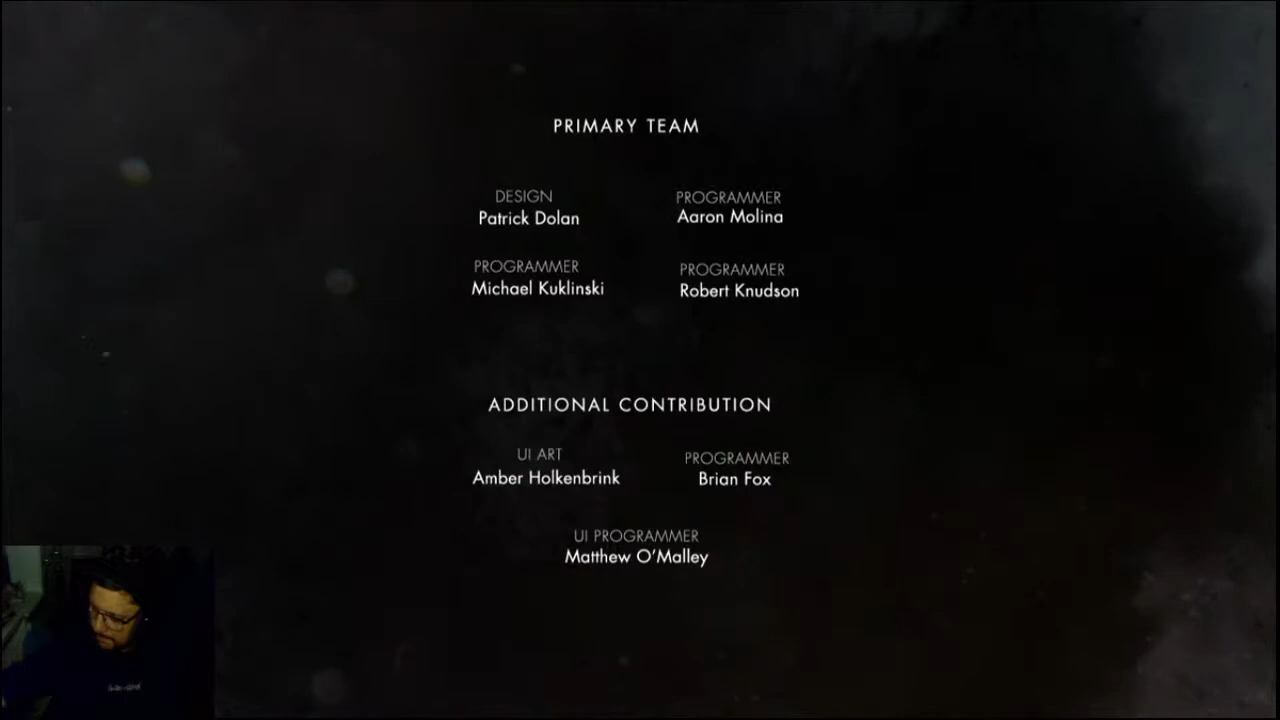 PRIMARY TEAM
DESIGN
Patrick Dolan
PROGRAMMER
Aaron Molina
PROGRAMMER
Michael Kuklinski
PROGRAMMER
Robert Knudson
ADDITIONAL CONTRIBUTION
UI ART
Amber Holkenbrink
PROGRAMMER
Brian Fox
UI PROGRAMMER
Matthew O’Malley